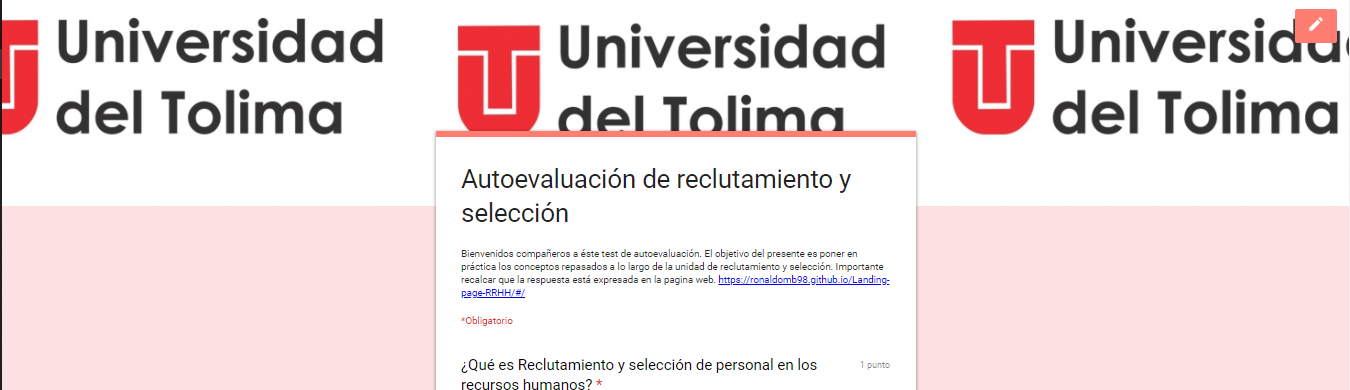 Universidad
del Tolima
Universidad
del Tolima
Universidad
del Tolima
Autoevaluación de reclutamiento y
selección
Bienvenidos compañeros a éste test de autoevaluación. El objetivo del presente es poner en
práctica los conceptos repasados a lo largo de la unidad de reclutamiento y selección. Importante
recalcar que la respuesta está expresada en la pagina web. https://ronaldomb98.github.io/Landing-
page-RRHH/#/
*Obligatorio
¿Qué es Reclutamiento y selección de personal en los
recursos humanos? *
1 punto